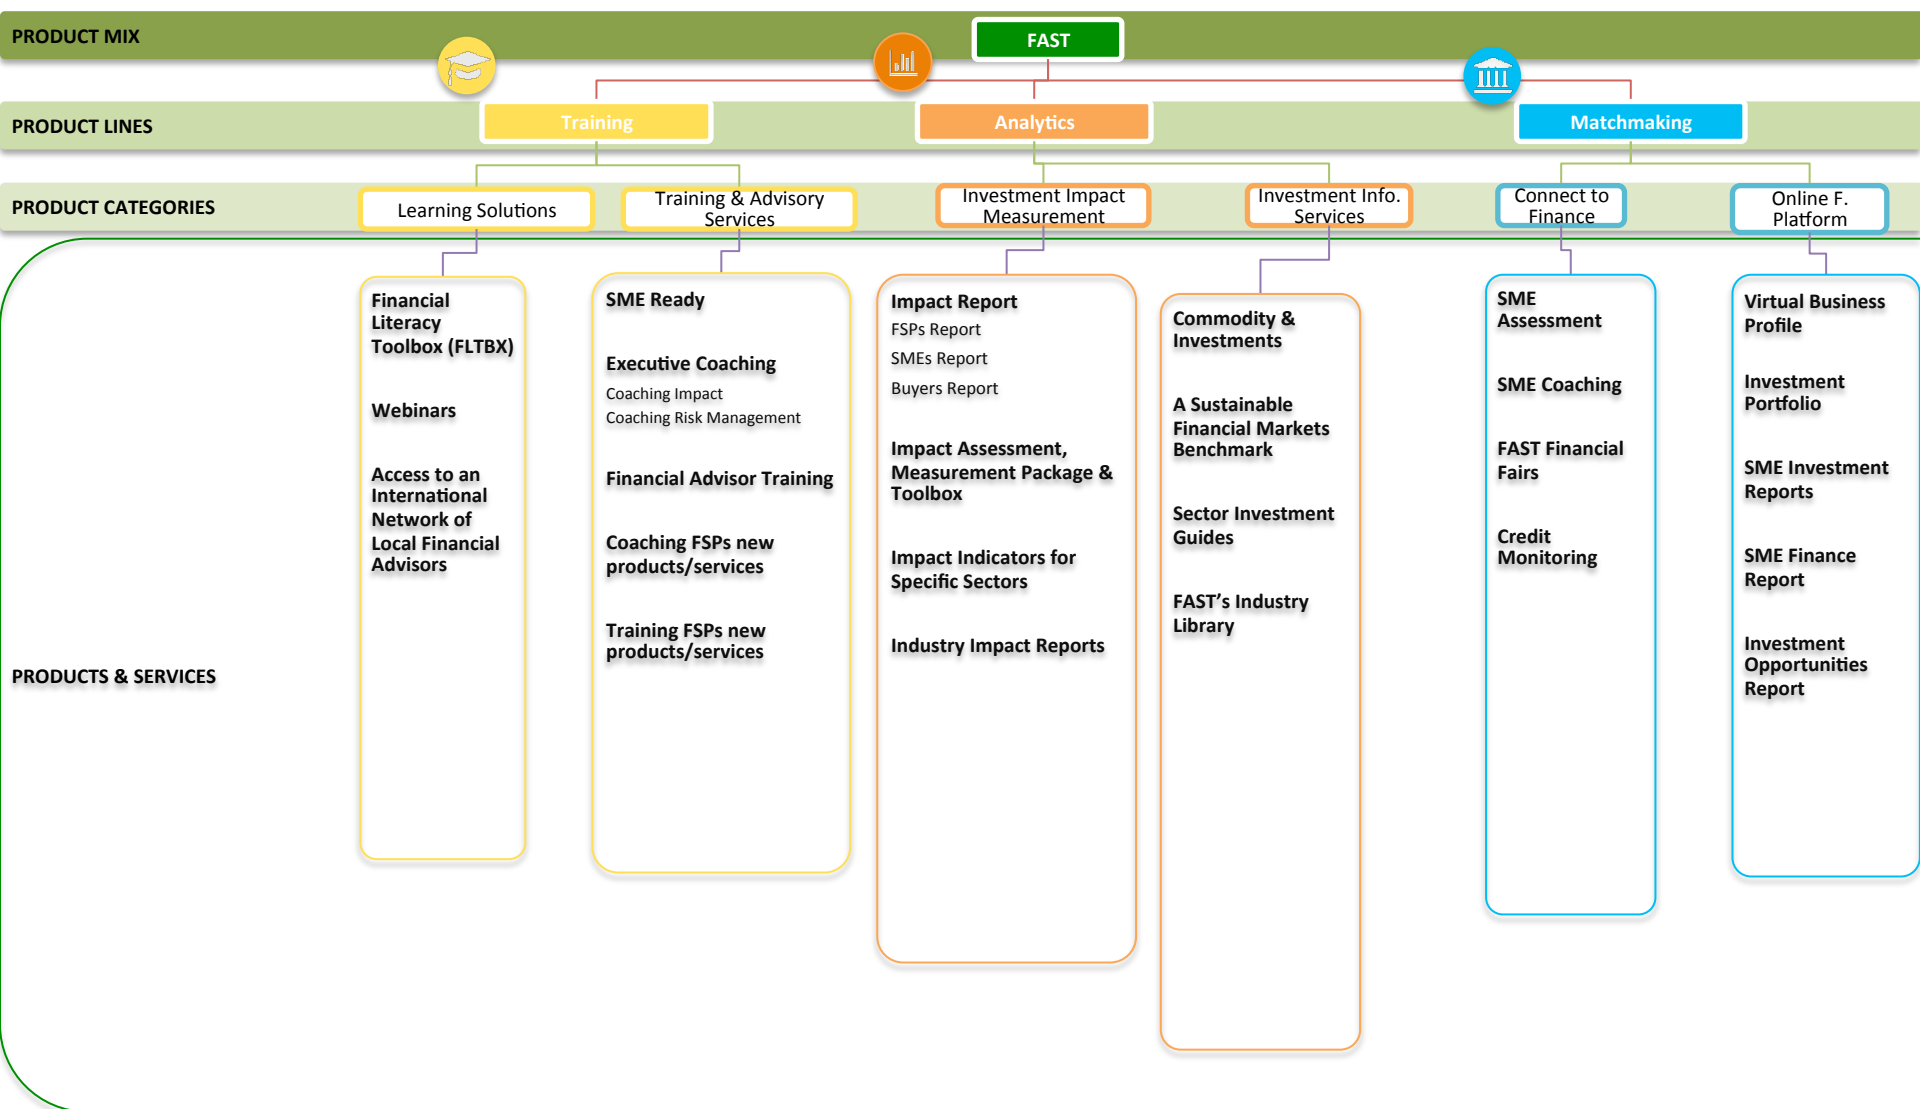 PRODUCT MIX
FAST
PRODUCT LINES
Training
Analytics
Matchmaking
PRODUCT CATEGORIES
Learning Solutions
Training & Advisory
Services
Investment Impact
Measurement
Investment Info.
Services
Connect to
Finance
Online F.
Platform
PRODUCTS & SERVICES
Financial
Literacy
Toolbox (FLTBX)
Webinars
Access to an
International
Network of
Local Financial
Advisors
SME Ready
Executive Coaching
Coaching Impact
Coaching Risk Management
Financial Advisor Training
Coaching FSPs new
products/services
Training FSPs new
products/services
Impact Report
FSPs Report
SMEs Report
Buyers Report
Impact Assessment,
Measurement Package &
Toolbox
Impact Indicators for
Specific Sectors
Industry Impact Reports
Commodity &
Investments
A Sustainable
Financial Markets
Benchmark
Sector Investment
Guides
FAST’s Industry
Library
SME
Assessment
SME Coaching
FAST Financial
Fairs
Credit
Monitoring
Virtual Business
Profile
Investment
Portfolio
SME Investment
Reports
SME Finance
Report
Investment
Opportunities
Report